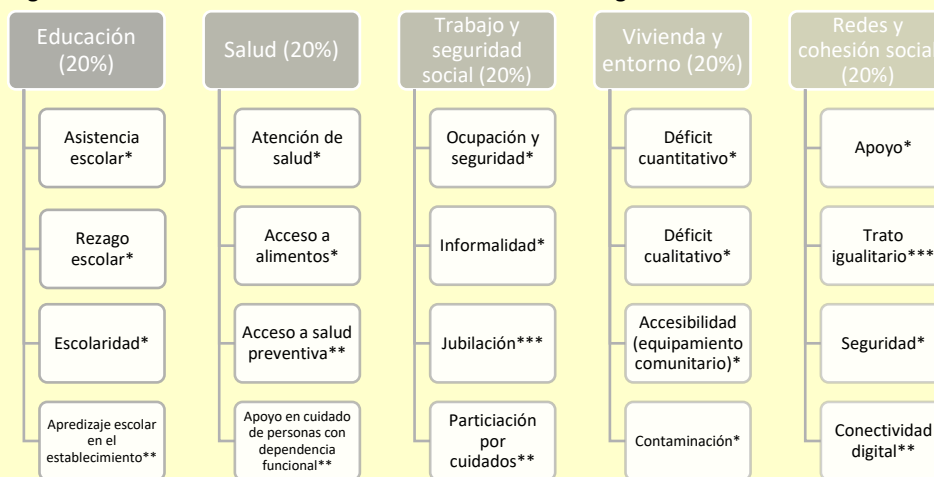 Educación
(20%)
Asistencia
escolar*
Rezago
escolar*
Escolaridad*
Apredizaje escolar
en el
establecimiento**
Salud (20%)
Atención de
salud*
Acceso a
alimentos*
Acceso a salud
preventiva**
Apoyo en cuidado
de personas con
dependencia
funcional**
Trabajo y
seguridad
social (20%)
Ocupación y
seguridad*
Informalidad*
Jubilación***
Particiación
por
cuidados**
Vivienda y
entorno (20%)
Déficit
cuantitativo*
Déficit
cualitativo*
Accesibilidad
(equipamiento
comunitario)*
Contaminación*
Redes y
cohesión social
(20%)
Apoyo*
Trato
igualitario***
Seguridad*
Conectividad
digital**